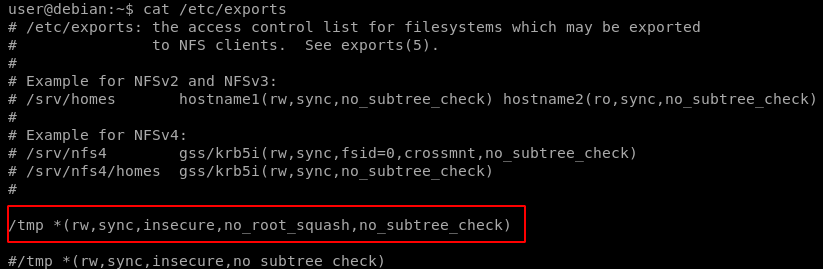 user@debian:~$ cat /etc/exports
# /etc/exports: the access control list for filesystems which may be exported
#               to NFS clients.  See exports(5).
#
# Example for NFSv2 and NFSv3:
# /srv/homes       hostname1(rw,sync,no_subtree_check) hostname2(ro,sync,no_subtree_check)
#
# Example for NFSv4:
# /srv/nfs4        gss/krb5i(rw,sync,fsid=0,crossmnt,no_subtree_check)
# /srv/nfs4/homes  gss/krb5i(rw,sync,no_subtree_check)
#
/tmp *(rw,sync,insecure,no_root_squash,no_subtree_check)
#/tmp *(rw,sync,insecure,no_subtree_check)